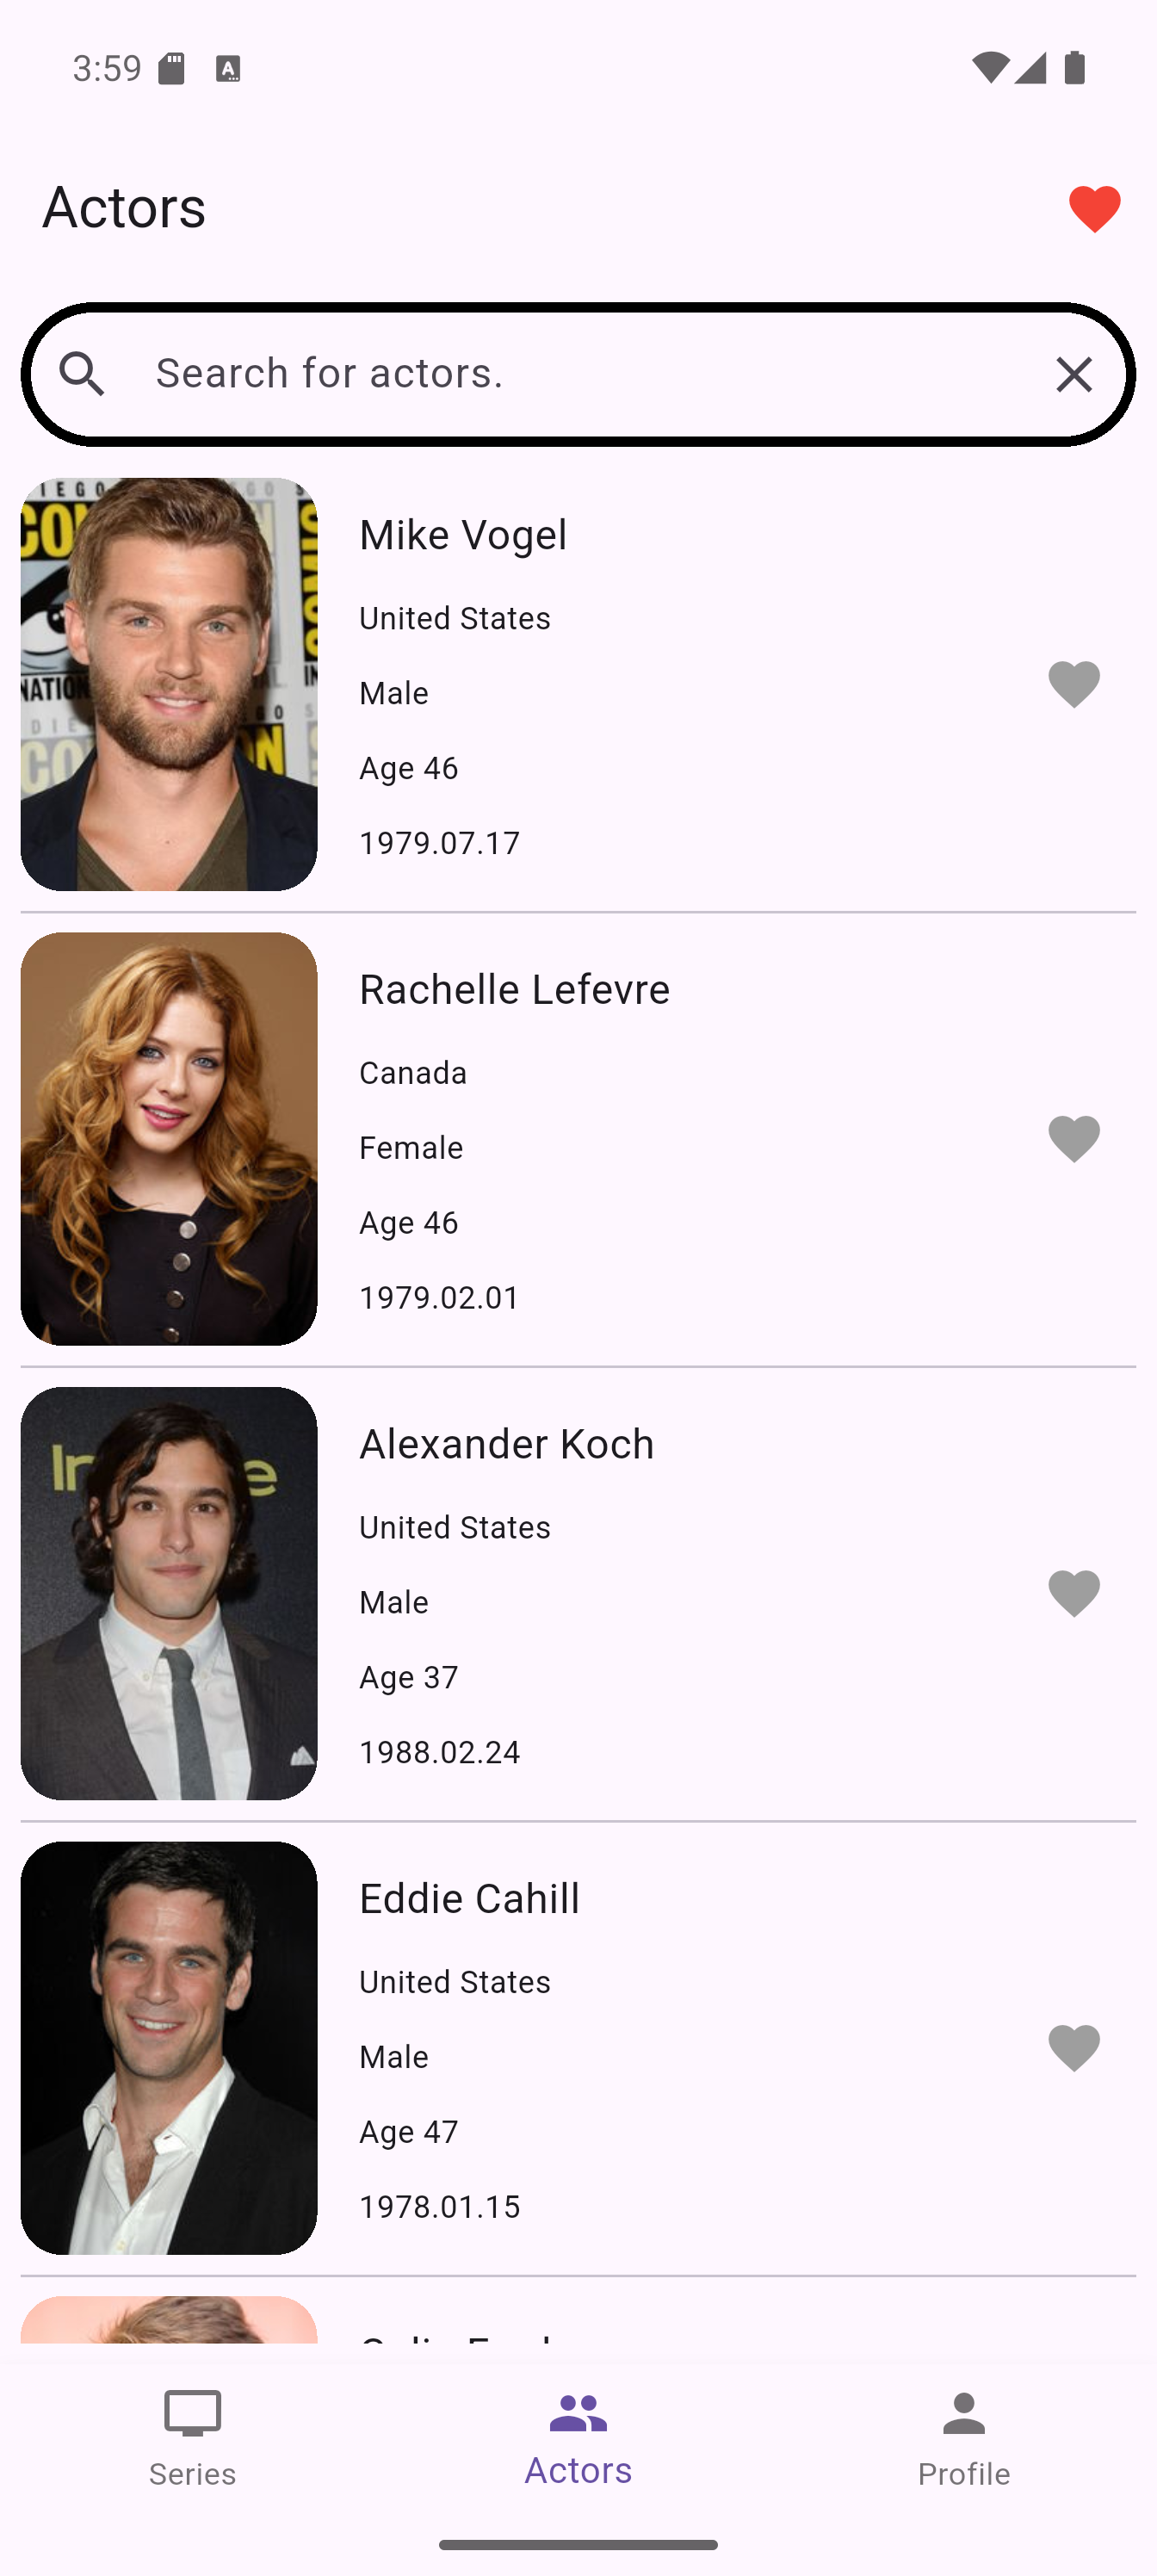 3:59
Actors
Search for actors.
Mike Vogel
United States
Male
Age 46
1979.07.17
Rachelle Lefevre
Canada
Female
Age 46
1979.02.01
Alexander Koch
United States
Male
Age 37
1988.02.24
Eddie Cahill
United States
Male
Age 47
1978.01.15
Series
Actors
Profile